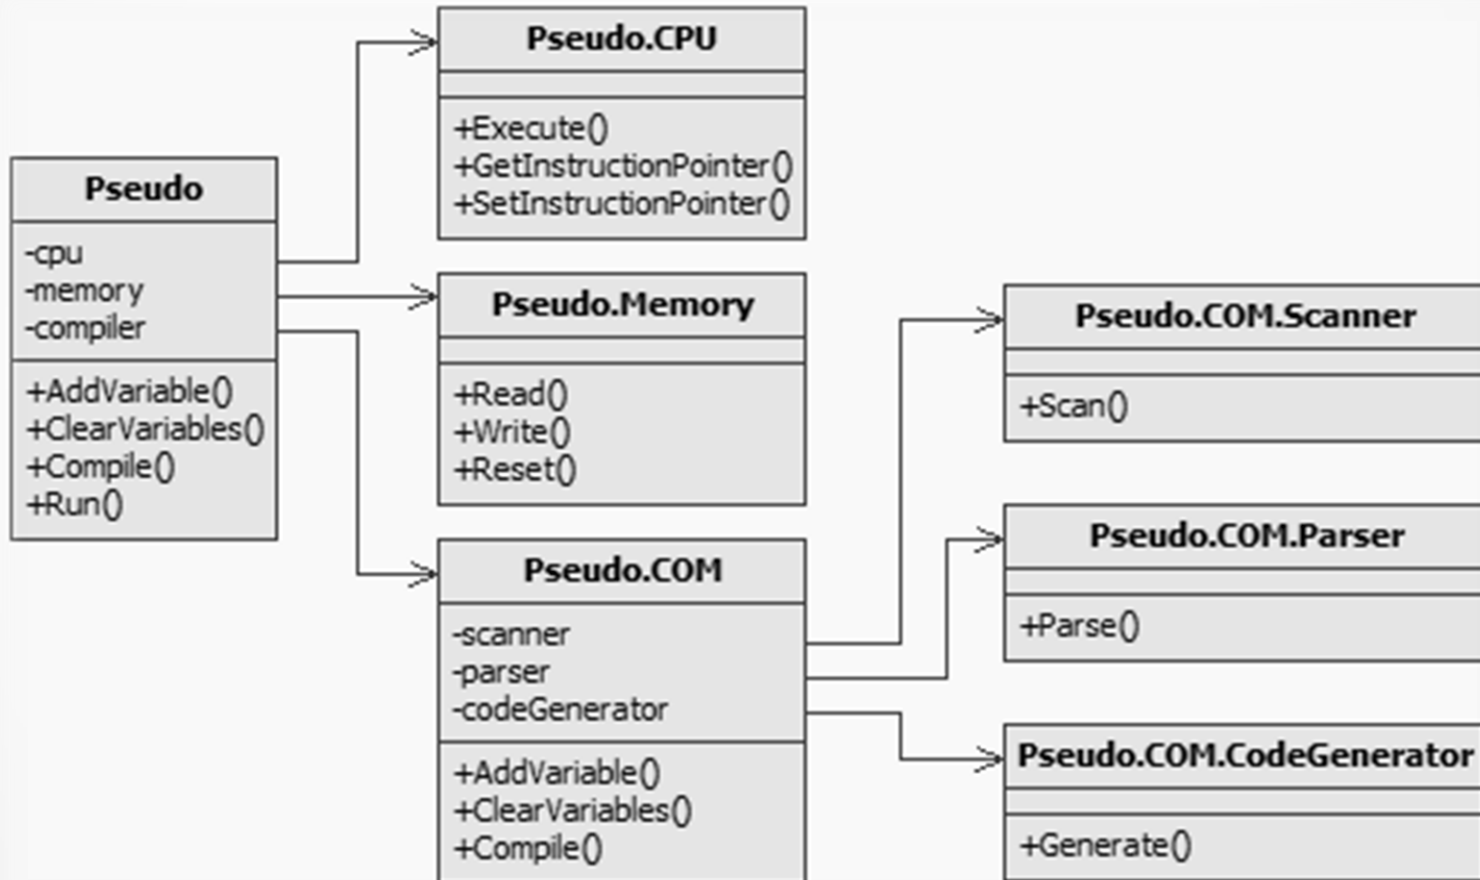 Pseudo
-cpu
-memory
-compiler
+AddVariable()
+ClearVariables()
+Compile()
+Run()
Pseudo.CPU
+Execute()
+GetInstructionPointer()
+SetInstructionPointer()
Pseudo.Memory
+Read()
+Write()
+Reset()
Pseudo.COM
-scanner
-parser
-codeGenerator
+AddVariable()
+ClearVariables()
+Compile()
Pseudo.COM.Scanner
+Scan()
Pseudo.COM.Parser
+Parse()
Pseudo.COM.CodeGenerator
+Generate()